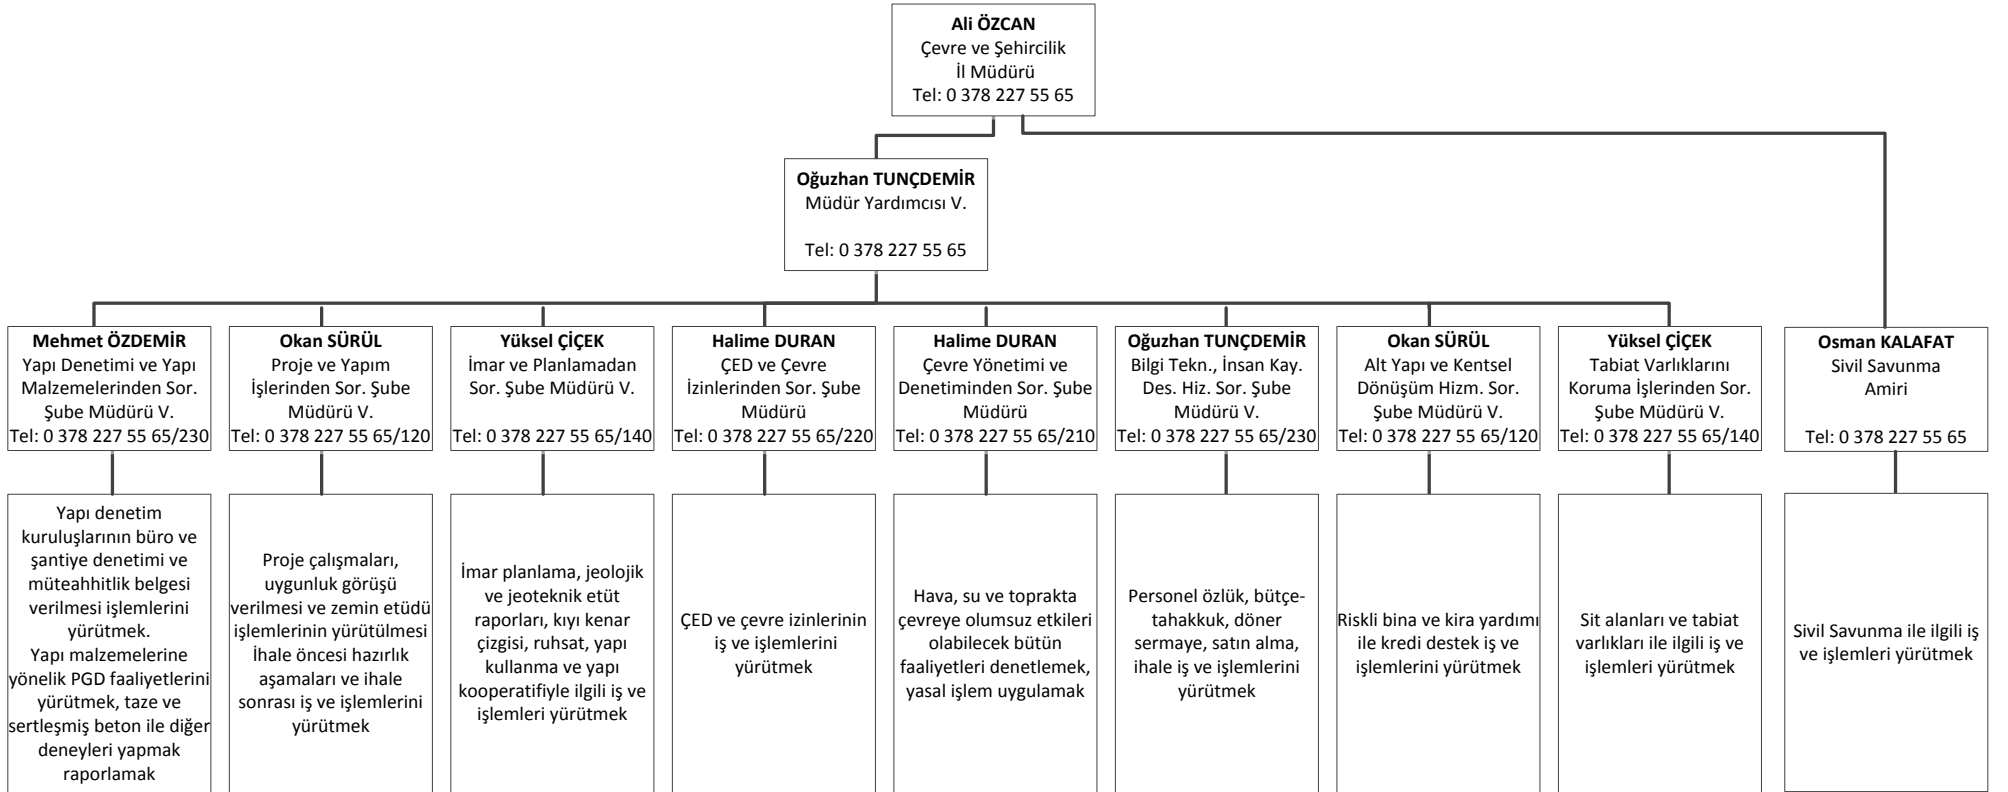 Ali ÖZCAN
Çevre ve Şehircilik
İl Müdürü
Tel: 0 378 227 55 65
Oğuzhan TUNÇDEMİR
Müdür Yardımcısı V.
Tel: 0 378 227 55 65
Mehmet ÖZDEMİR
Yapı Denetimi ve Yapı
Malzemelerinden Sor.
Şube Müdürü V.
Tel: 0 378 227 55 65/230
Okan SÜRÜL
Proje ve Yapım
İşlerinden Sor. Şube
Müdürü V.
Tel: 0 378 227 55 65/120
Yüksel ÇİÇEK
İmar ve Planlamadan
Sor. Şube Müdürü V.
Tel: 0 378 227 55 65/140
Halime DURAN
ÇED ve Çevre
İzinlerinden Sor. Şube
Müdürü
Tel: 0 378 227 55 65/220
Halime DURAN
Çevre Yönetimi ve
Denetiminden Sor. Şube
Müdürü
Tel: 0 378 227 55 65/210
Oğuzhan TUNÇDEMİR
Bilgi Tekn., İnsan Kay.
Des. Hiz. Sor. Şube
Müdürü V.
Tel: 0 378 227 55 65/230
Okan SÜRÜL
Alt Yapı ve Kentsel
Dönüşüm Hizm. Sor.
Şube Müdürü V.
Tel: 0 378 227 55 65/120
Yüksel ÇİÇEK
Tabiat Varlıklarını
Koruma İşlerinden Sor.
Şube Müdürü V.
Tel: 0 378 227 55 65/140
Osman KALAFAT
Sivil Savunma
Amiri
Tel: 0 378 227 55 65
Yapı denetim
kuruluşlarının büro ve
şantiye denetimi ve
müteahhitlik belgesi
verilmesi işlemlerini
yürütmek.
Yapı malzemelerine
yönelik PGD faaliyetlerini
yürütmek, taze ve
sertleşmiş beton ile diğer
deneyleri yapmak
raporlamak
Proje çalışmaları,
uygunluk görüşü
verilmesi ve zemin etüdü
işlemlerinin yürütülmesi
İhale öncesi hazırlık
aşamaları ve ihale
sonrası iş ve işlemlerini
yürütmek
İmar planlama, jeolojik
ve jeoteknik etüt
raporları, kıyı kenar
çizgisi, ruhsat, yapı
kullanma ve yapı
kooperatifiyle ilgili iş ve
işlemleri yürütmek
ÇED ve çevre izinlerinin
iş ve işlemlerini
yürütmek
Hava, su ve toprakta
çevreye olumsuz etkileri
olabilecek bütün
faaliyetleri denetlemek,
yasal işlem uygulamak
Personel özlük, bütçe-
tahakkuk, döner
sermaye, satın alma,
ihale iş ve işlemlerini
yürütmek
Riskli bina ve kira yardımı
ile kredi destek iş ve
işlemlerini yürütmek
Sit alanları ve tabiat
varlıkları ile ilgili iş ve
işlemleri yürütmek
Sivil Savunma ile ilgili iş
ve işlemleri yürütmek